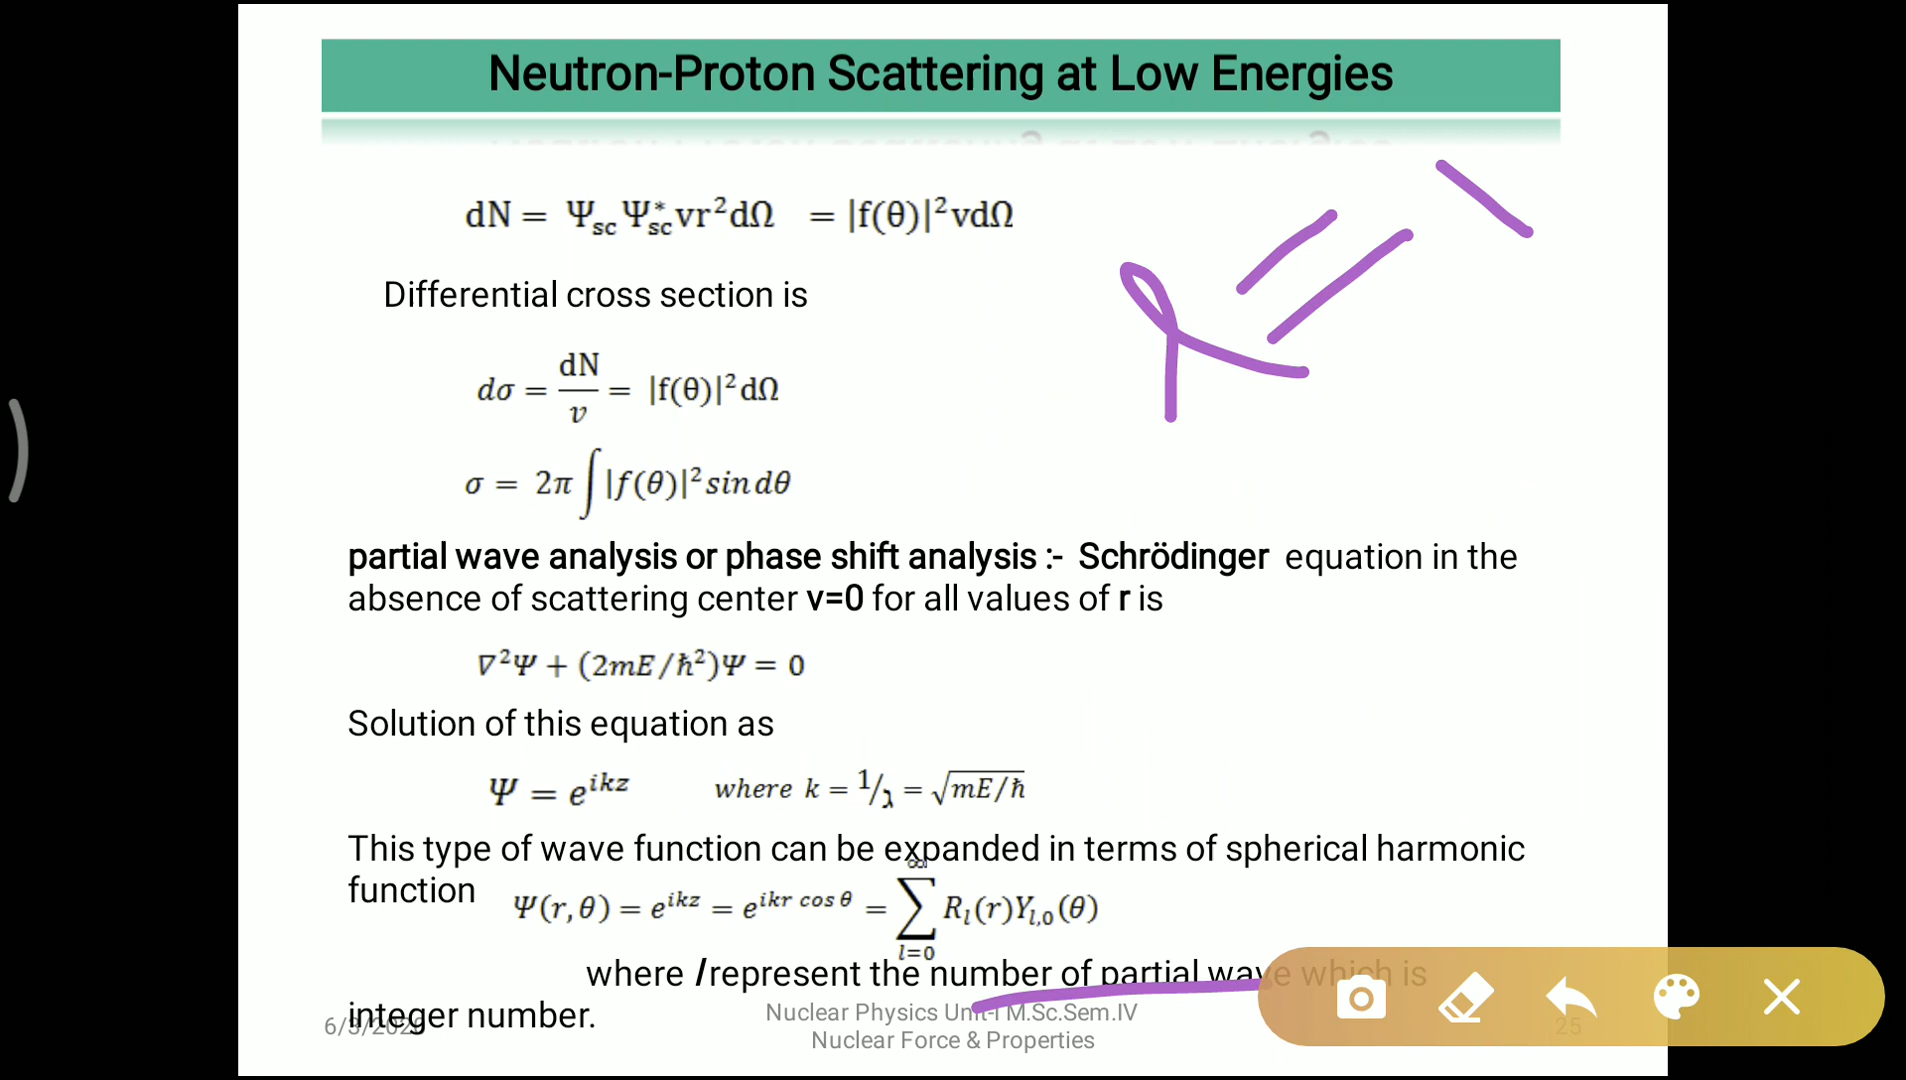 Neutron-Proton Scattering at Low Energies
dN = Ψsc Ψ*sc vr²dΩ = |f(θ)|²vdΩ
Differential cross section is
dσ = dN/v = |f(θ)|²dΩ
σ = 2π ∫|f(θ)|² sin dθ
partial wave analysis or phase shift analysis :- Schrödinger equation in the
absence of scattering center v=0 for all values of r is
∇²Ψ + (2mE/ħ²)Ψ = 0
Solution of this equation as
Ψ = e^{ikz} where k = 1/λ = √mE/ħ
This type of wave function can be expanded in terms of spherical harmonic
function Ψ(r,θ) = e^{ikz} = e^{ikr cos θ} = ∑_{l=0}^{∞} R_l(r)Y_{l,0}(θ)
where l represent the number of partial wave which is
integer number.
Nuclear Physics Unit-I M.Sc.Sem.IV
Nuclear Force & Properties
25